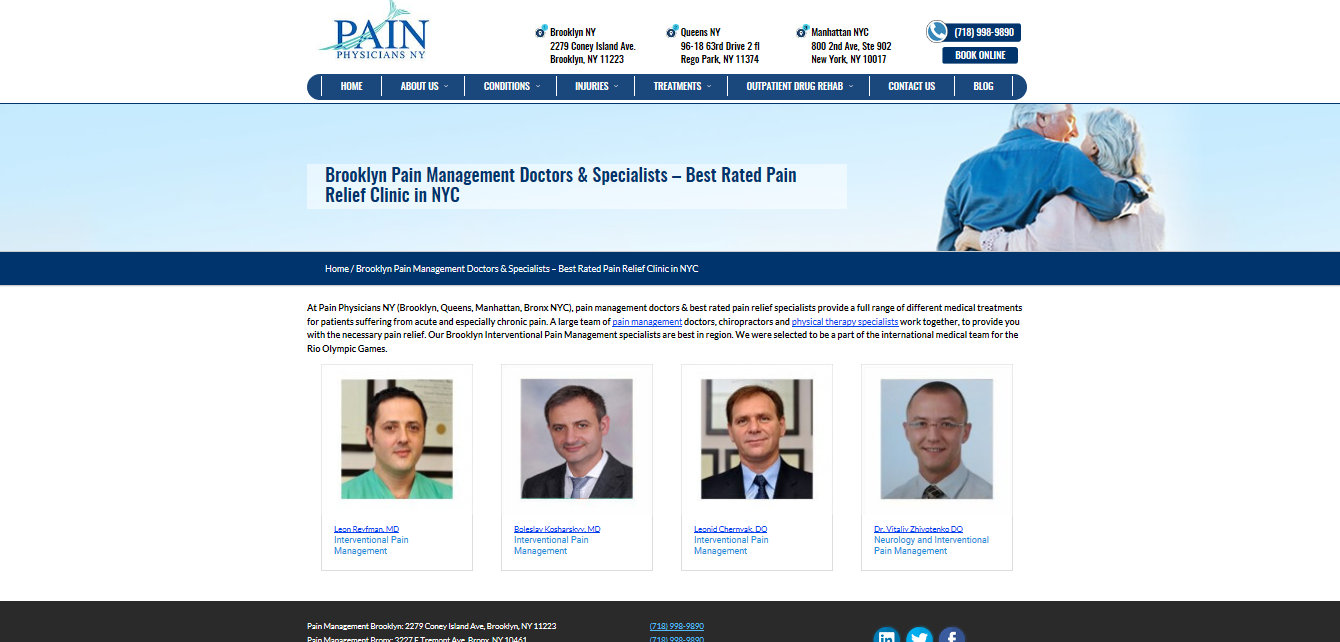 PAIN
PHYSICIANS NY
Brooklyn NY
2279 Coney Island Ave.
Brooklyn, NY 11223
Queens NY
96-18 63rd Drive 2 fl
Rego Park, NY 11374
Manhattan NYC
800 2nd Ave, Ste 902
New York, NY 10017
(718) 998-9890
BOOK ONLINE
HOME ABOUT US CONDITIONS INJURIES TREATMENTS OUTPATIENT DRUG REHAB CONTACT US BLOG
Brooklyn Pain Management Doctors & Specialists – Best Rated Pain
Relief Clinic in NYC
Home / Brooklyn Pain Management Doctors & Specialists – Best Rated Pain Relief Clinic in NYC
At Pain Physicians NY (Brooklyn, Queens, Manhattan, Bronx NYC), pain management doctors & best rated pain relief specialists provide a full range of different medical treatments
for patients suffering from acute and especially chronic pain. A large team of pain management doctors, chiropractors and physical therapy specialists work together, to provide you
with the necessary pain relief. Our Brooklyn Interventional Pain Management specialists are best in region. We were selected to be a part of the international medical team for the
Rio Olympic Games.
Leon Reyfman, MD
Interventional Pain
Management
Boleslav Kosharskyy, MD
Interventional Pain
Management
Leonid Chernyak, DO
Interventional Pain
Management
Dr. Vitaliy Zhivotenko DO
Neurology and Interventional
Pain Management
Pain Management Brooklyn: 2279 Coney Island Ave, Brooklyn, NY 11223
(718) 998-9890
Pain Management Bronx: 3227 E Tremont Ave, Bronx, NY 10461
(718) 998-9890